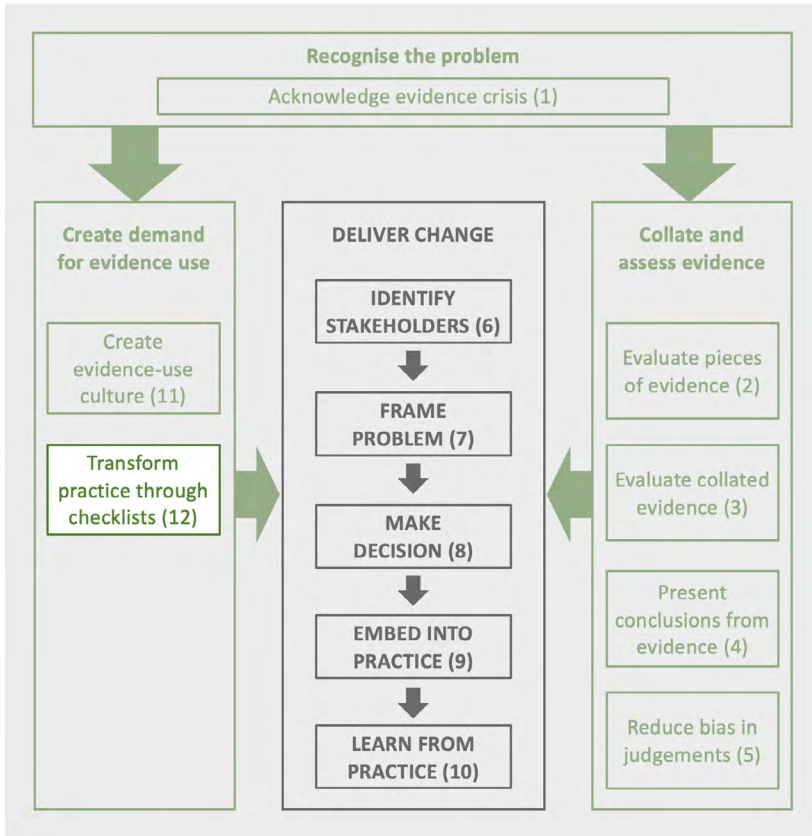 Recognise the problem
Acknowledge evidence crisis (1)
Create demand
for evidence use
Create
evidence-use
culture (11)
Transform
practice through
checklists (12)
DELIVER CHANGE
IDENTIFY
STAKEHOLDERS (6)
FRAME
PROBLEM (7)
MAKE
DECISION (8)
EMBED INTO
PRACTICE (9)
LEARN FROM
PRACTICE (10)
Collate and
assess evidence
Evaluate pieces
of evidence (2)
Evaluate collated
evidence (3)
Present
conclusions from
evidence (4)
Reduce bias in
judgements (5)